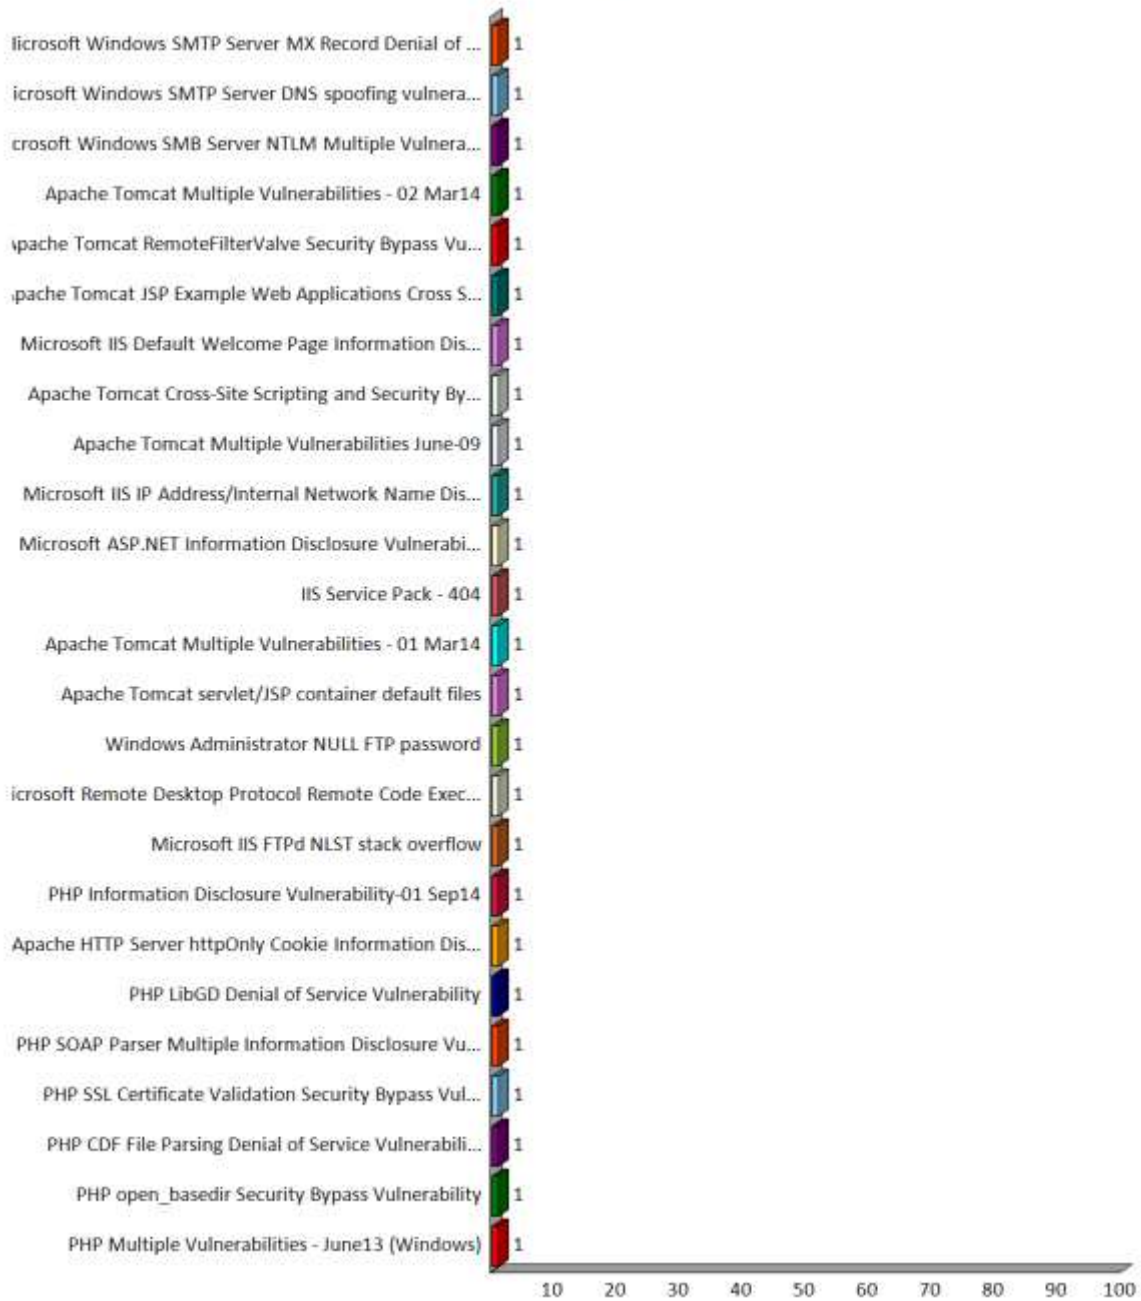 licrosoft Windows SMTP Server MX Record Denial of ... 1
icrosoft Windows SMTP Server DNS spoofing vulnera... 1
crosoft Windows SMB Server NTLM Multiple Vulnera... 1
Apache Tomcat Multiple Vulnerabilities - 02 Mar14 1
pache Tomcat RemoteFilterValve Security Bypass Vu... 1
pache Tomcat JSP Example Web Applications Cross S... 1
Microsoft IIS Default Welcome Page Information Dis... 1
Apache Tomcat Cross-Site Scripting and Security By... 1
Apache Tomcat Multiple Vulnerabilities June-09 1
Microsoft IIS IP Address/Internal Network Name Dis... 1
Microsoft ASP.NET Information Disclosure Vulnerabi... 1
IIS Service Pack - 404 1
Apache Tomcat Multiple Vulnerabilities - 01 Mar14 1
Apache Tomcat servlet/JSP container default files 1
Windows Administrator NULL FTP password 1
icrosoft Remote Desktop Protocol Remote Code Exec... 1
Microsoft IIS FTPd NLST stack overflow 1
PHP Information Disclosure Vulnerability-01 Sep14 1
Apache HTTP Server httpOnly Cookie Information Dis... 1
PHP LibGD Denial of Service Vulnerability 1
PHP SOAP Parser Multiple Information Disclosure Vu... 1
PHP SSL Certificate Validation Security Bypass Vul... 1
PHP CDF File Parsing Denial of Service Vulnerabili... 1
PHP open_basedir Security Bypass Vulnerability 1
PHP Multiple Vulnerabilities - June13 (Windows) 1
10 20 30 40 50 60 70 80 90 100